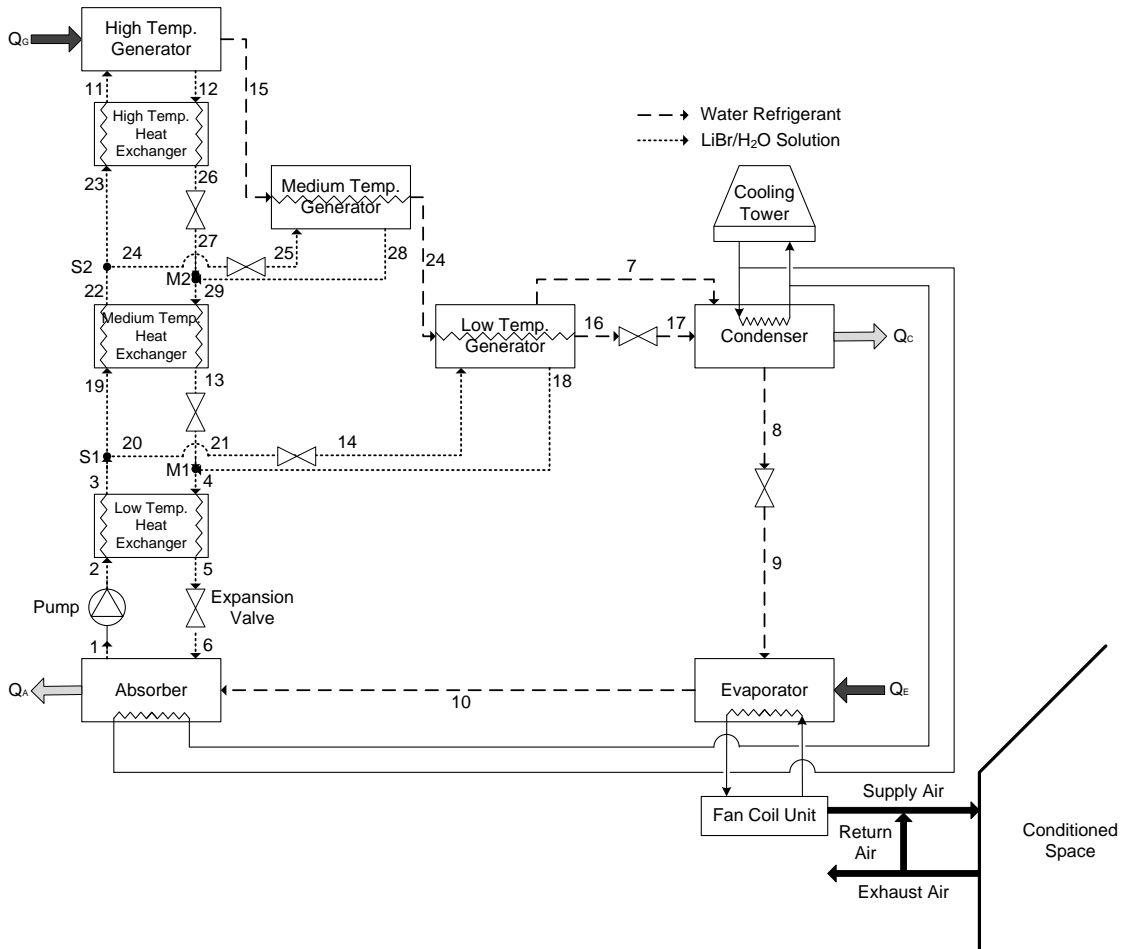 High Temp.
Generator
QG
11
12
15
High Temp.
Heat
Exchanger
Water Refrigerant
LiBr/H₂O Solution
23
26
Medium Temp.
Generator
Cooling
Tower
27
24
25
28
S2
M2
24
22
29
7
Medium Temp.
Heat
Exchanger
Low Temp.
Generator
16
17
Condenser
QC
19
13
18
8
20
21
14
S1
M1
3
4
Low Temp.
Heat
Exchanger
9
2
5
Pump
Expansion
Valve
1
6
QA
Absorber
10
Evaporator
QE
Supply Air
Fan Coil Unit
Return
Air
Conditioned
Space
Exhaust Air